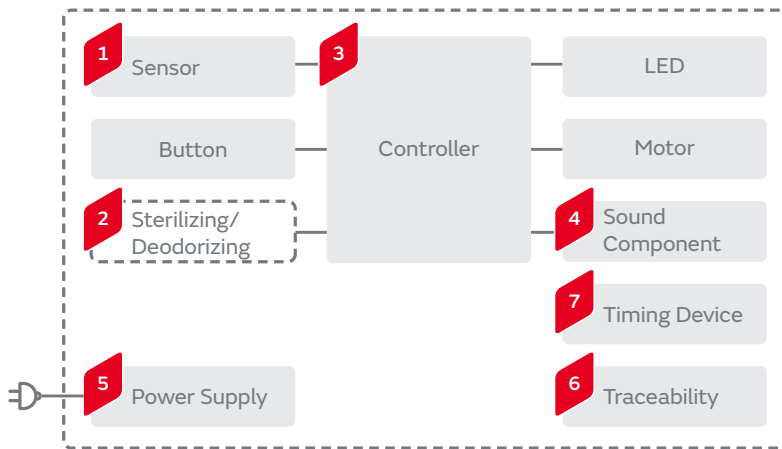 1
Sensor
3
Controller
LED
Button
Motor
2
Sterilizing/
Deodorizing
4
Sound
Component
7
Timing Device
5
Power Supply
6
Traceability